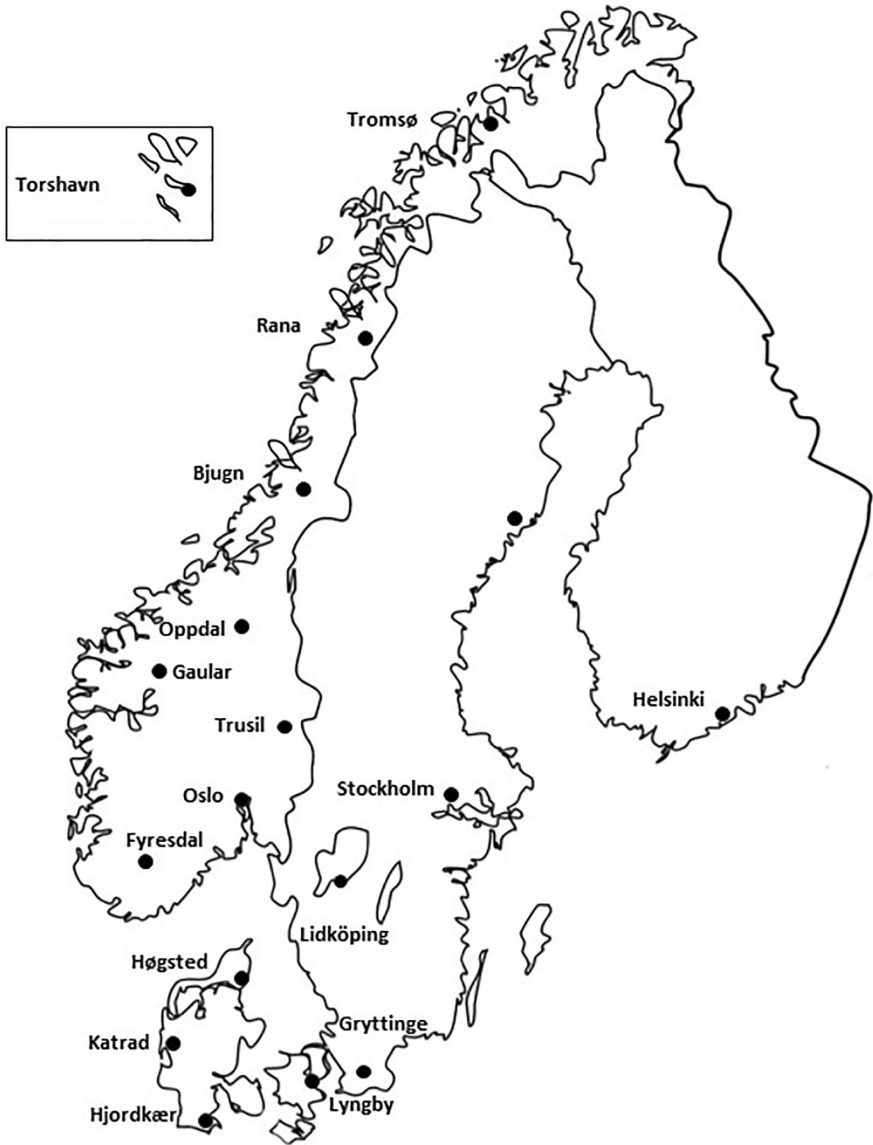 Tromsø
Torshavn
Rana
Bjugn
Oppdal
Gaular
Trusil
Helsinki
Oslo
Stockholm
Fyresdal
Lidköping
Høgsted
Gryttinge
Katrad
Lyngby
Hjordkær